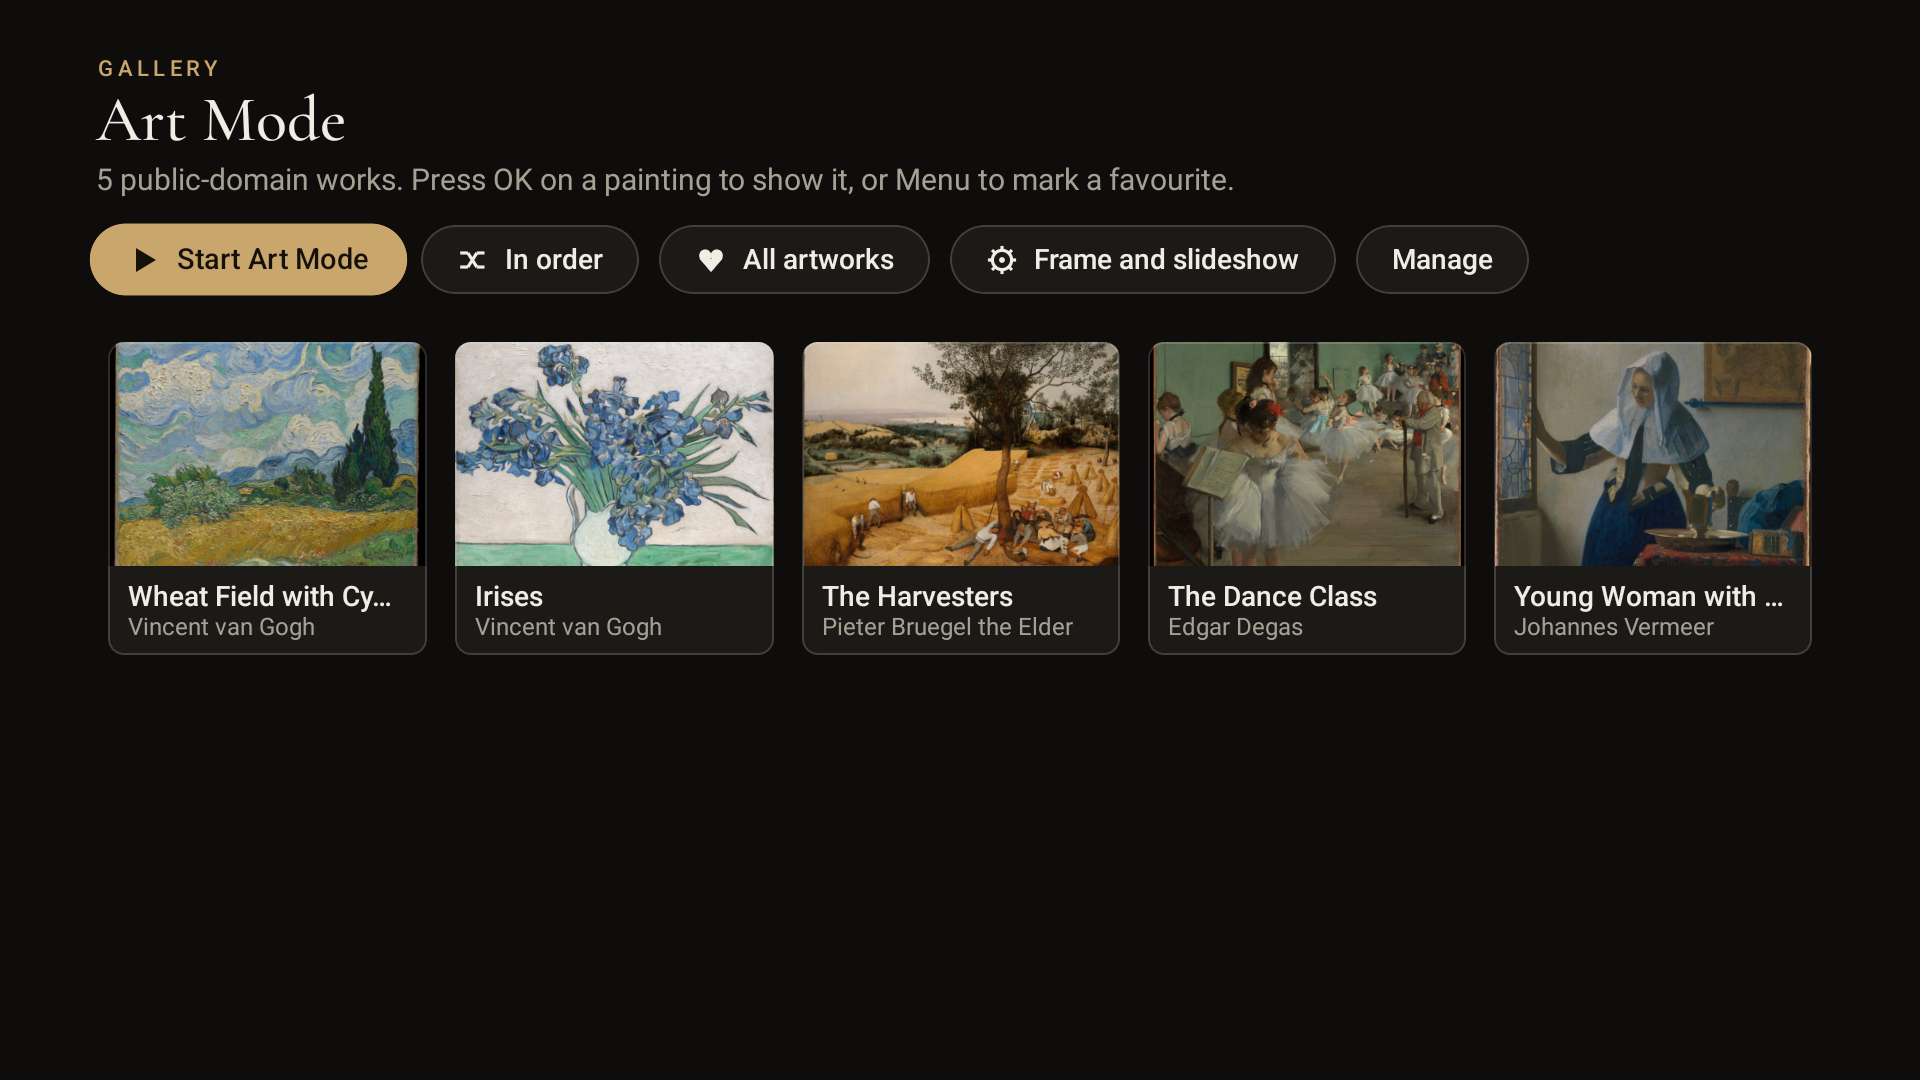 GALLERY
Art Mode
5 public-domain works. Press OK on a painting to show it, or Menu to mark a favourite.
Start Art Mode
In order
All artworks
Frame and slideshow
Manage
Wheat Field with Cy...
Vincent van Gogh
Irises
Vincent van Gogh
The Harvesters
Pieter Bruegel the Elder
The Dance Class
Edgar Degas
Young Woman with ...
Johannes Vermeer